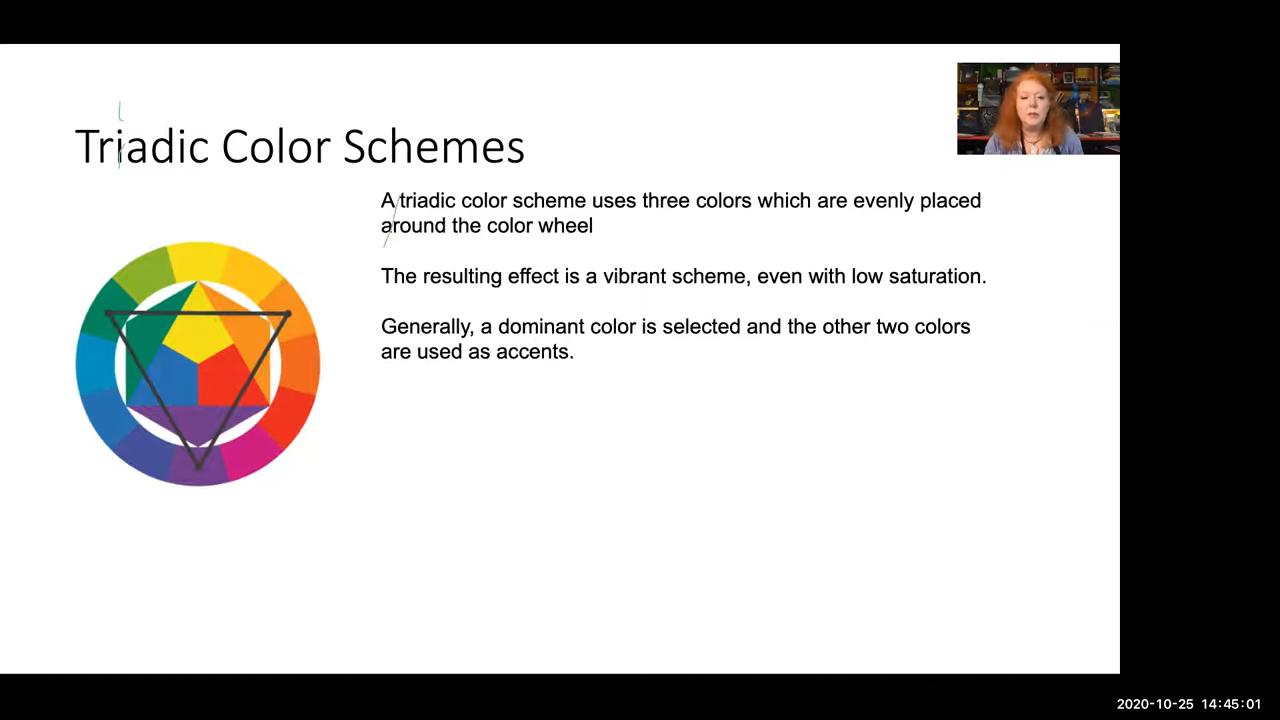 Triadic Color Schemes
A triadic color scheme uses three colors which are evenly placed
around the color wheel
The resulting effect is a vibrant scheme, even with low saturation.
Generally, a dominant color is selected and the other two colors
are used as accents.
2020-10-25 14:45:01